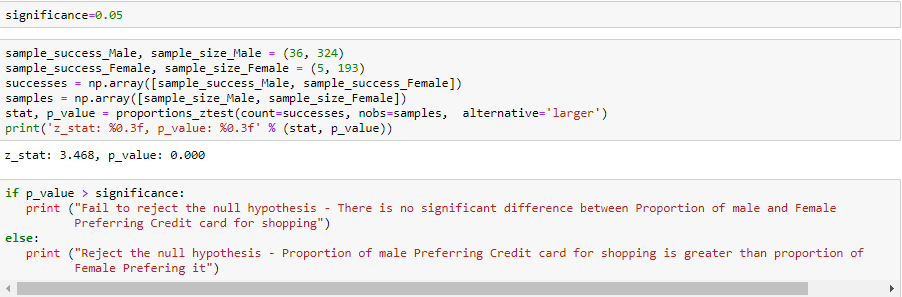 significance=0.05
sample_success_Male, sample_size_Male = (36, 324)
sample_success_Female, sample_size_Female = (5, 193)
successes = np.array([sample_success_Male, sample_success_Female])
samples = np.array([sample_size_Male, sample_size_Female])
stat, p_value = proportions_ztest(count=successes, nobs=samples,  alternative='larger')
print('z_stat: %0.3f, p_value: %0.3f' % (stat, p_value))
z_stat: 3.468, p_value: 0.000
if p_value > significance:
   print ("Fail to reject the null hypothesis - There is no significant difference between Proportion of male and Female
          Preferring Credit card for shopping")
else:
   print ("Reject the null hypothesis - Proportion of male Preferring Credit card for shopping is greater than proportion of
          Female Prefering it")